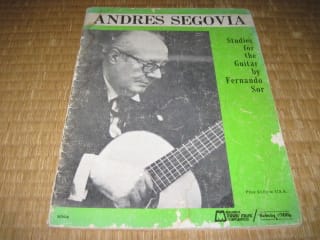 ANDRES SEGOVIA
Studies
for
the
Guitar
by
Fernando
Sor